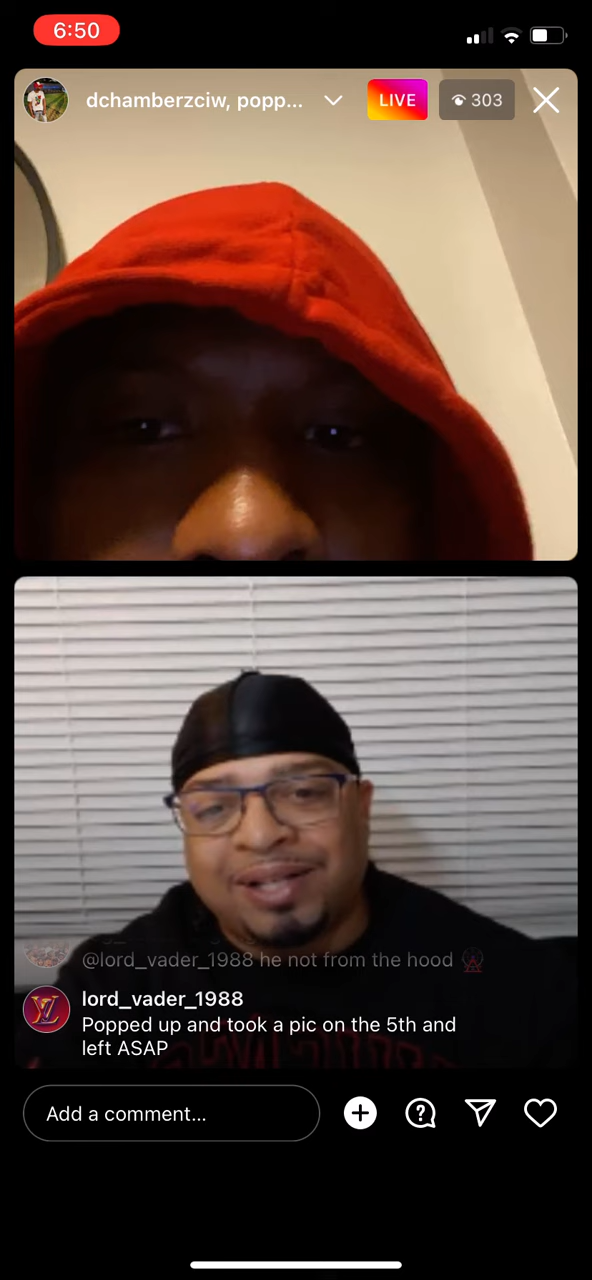 6:50
dchamberzciw, popp...
LIVE
303
@lord_vader_1988 he not from the hood
lord_vader_1988
Popped up and took a pic on the 5th and
left ASAP
Add a comment...